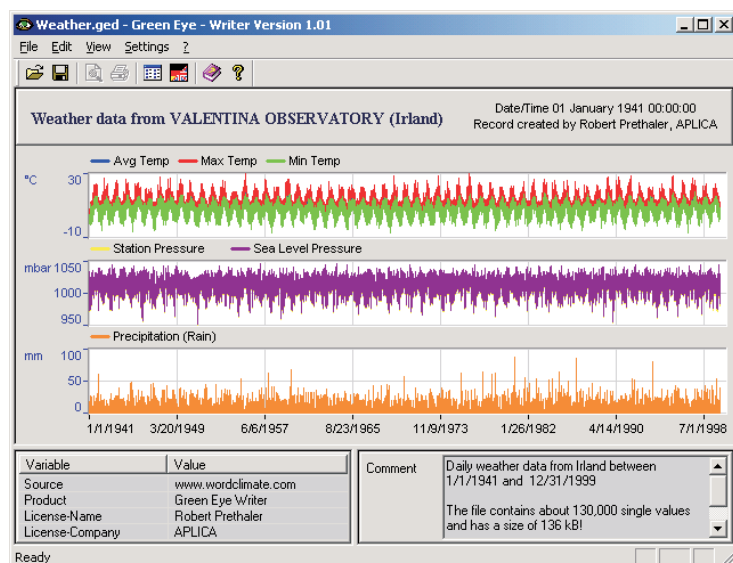 Weather.ged - Green Eye - Writer Version 1.01
File Edit View Settings ?
Weather data from VALENTINA OBSERVATORY (Irland)
Date/Time 01 January 1941 00:00:00
Record created by Robert Prethaler, APLICA
Avg Temp Max Temp Min Temp
°C 30
-10
Station Pressure Sea Level Pressure
mbar 1050
1000
950
Precipitation (Rain)
mm 100
50
0
1/1/1941 3/20/1949 6/6/1957 8/23/1965 11/9/1973 1/26/1982 4/14/1990 7/1/1998
Variable Value
Source www.wordclimate.com
Product Green Eye Writer
License-Name Robert Prethaler
License-Company APLICA
Comment
Daily weather data from Irland between
1/1/1941 and 12/31/1999
The file contains about 130,000 single values
and has a size of 136 kB!
Ready